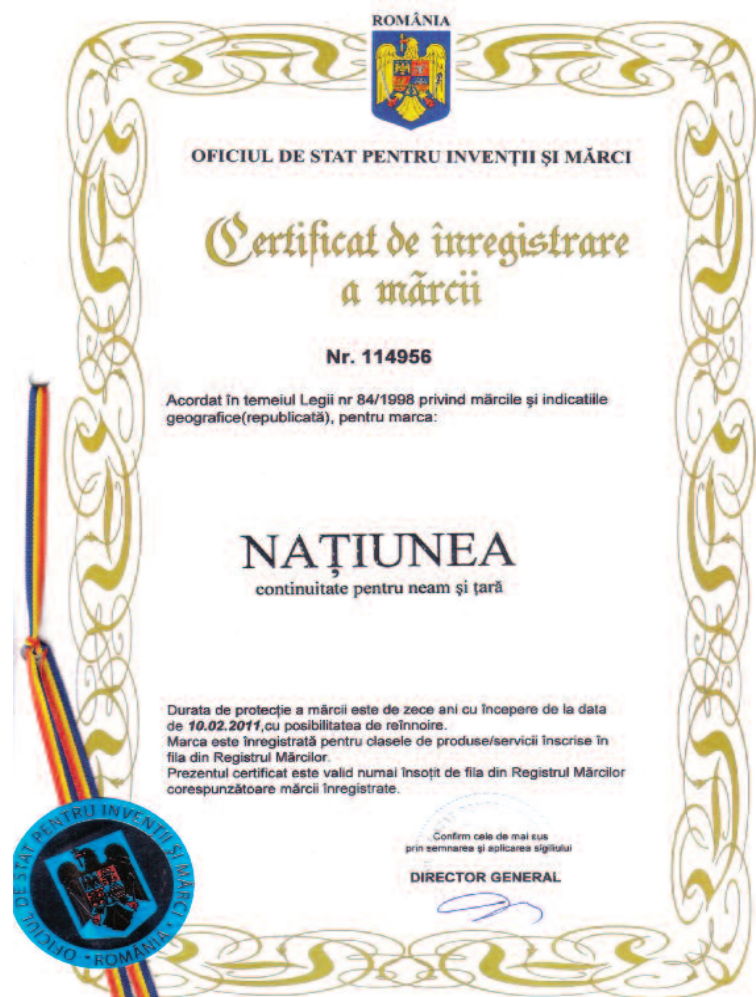 ROMÂNIA
OFICIUL DE STAT PENTRU INVENȚII ȘI MĂRCI
Certificat de înregistrare
a mărcii
Nr. 114956
Acordat în temeiul Legii nr 84/1998 privind mărcile și indicatiile
geografice(republicată), pentru marca:
NAȚIUNEA
continuitate pentru neam și țară
Durata de protecție a mărcii este de zece ani cu începere de la data
de 10.02.2011,cu posibilitatea de reînnoire.
Marca este înregistrată pentru clasele de produse/servicii înscrise în
fila din Registrul Mărcilor.
Prezentul certificat este valid numai însoțit de fila din Registrul Mărcilor
corespunzătoare mărcii înregistrate.
Confirm cele de mai sus
prin semnarea și aplicarea sigiliului
DIRECTOR GENERAL
OFICIUL DE STAT PENTRU INVENȚII ȘI MĂRCI • ROMÂNIA •